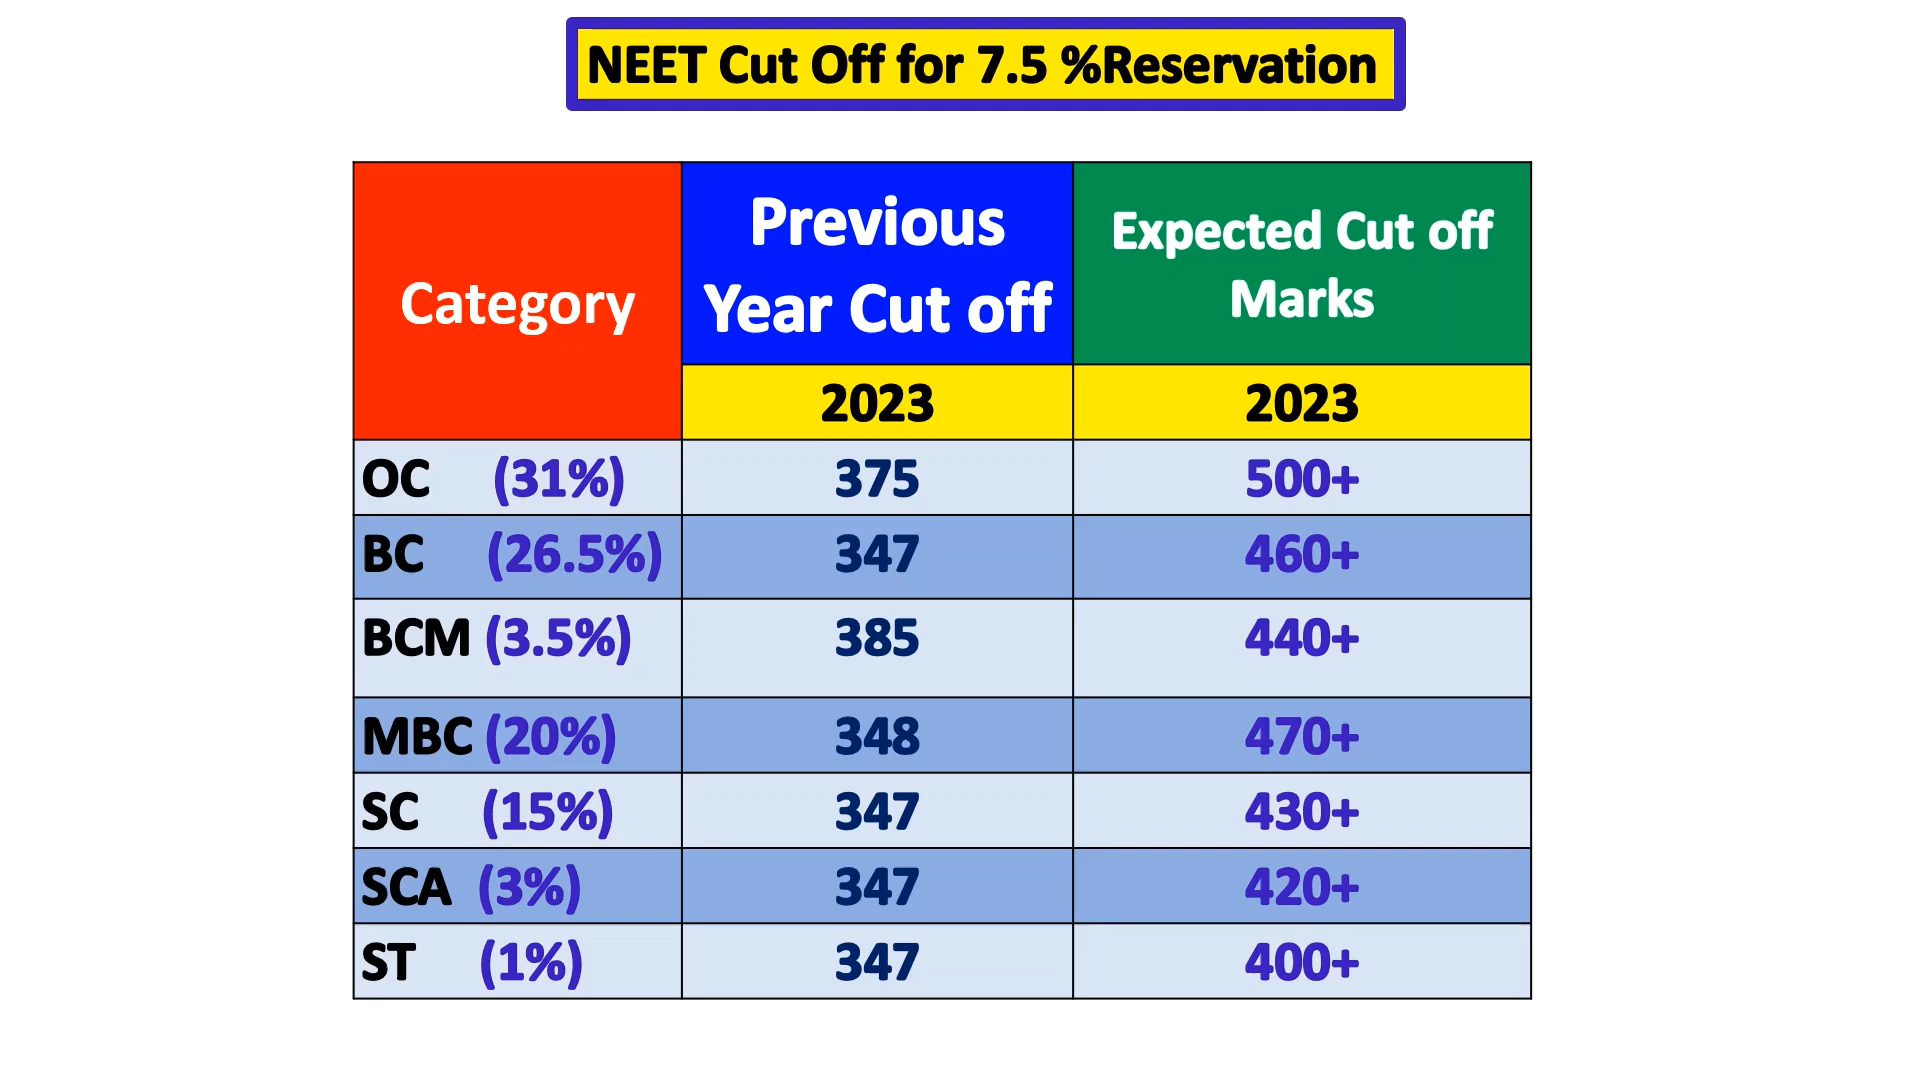 NEET Cut Off for 7.5 %Reservation
Category
Previous
Year Cut off
Expected Cut off
Marks
2023
2023
OC (31%) 375 500+
BC (26.5%) 347 460+
BCM (3.5%) 385 440+
MBC (20%) 348 470+
SC (15%) 347 430+
SCA (3%) 347 420+
ST (1%) 347 400+